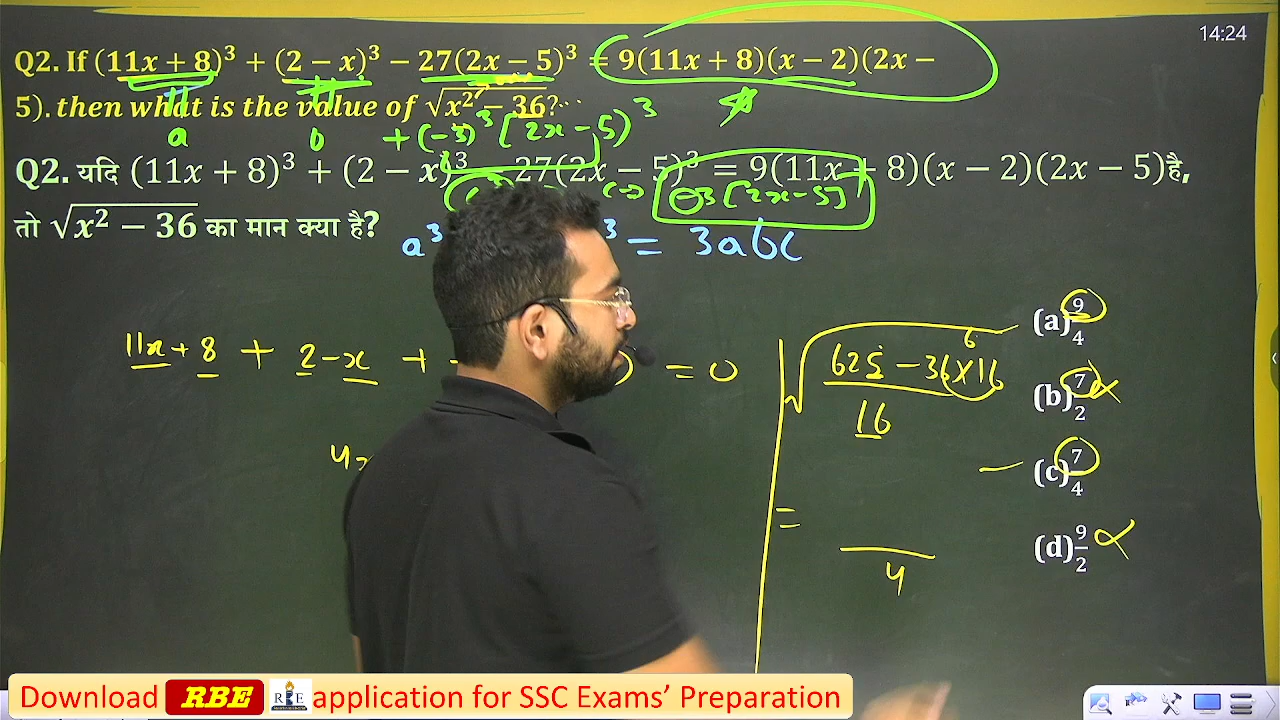 14:24
Q2. If (11x + 8)³ + (2 − x)³ − 27(2x − 5)³ = 9(11x + 8)(x − 2)(2x −
5). then what is the value of √x² − 36?
a b + (-3)³ [2x - 5)³
Q2. यदि (11x + 8)³ + (2 − x)³ − 27(2x − 5)³ = 9(11x + 8)(x − 2)(2x − 5)है,
-3[2x-5]
तो √x² − 36 का मान क्या है?
a³ ³ = 3abc
11x + 8 + 2 - x + ) = 0
√625 - 36×16
16
=
4
(a) 9/4
(b) 7/2
(c) 7/4
(d) 9/2
Download RBE RBE application for SSC Exams' Preparation